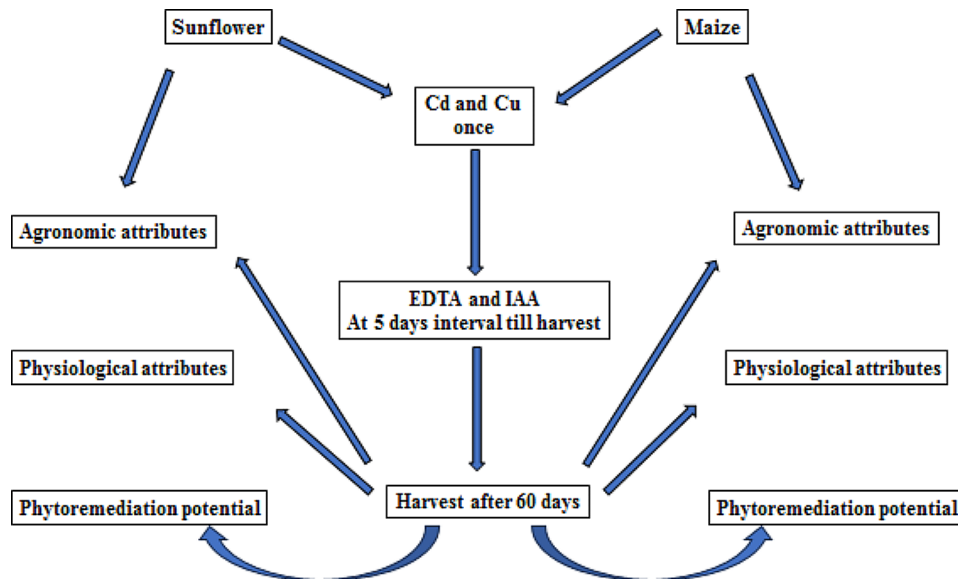 Sunflower
Maize
Cd and Cu
once
Agronomic attributes
Agronomic attributes
EDTA and IAA
At 5 days interval till harvest
Physiological attributes
Physiological attributes
Phytoremediation potential
Harvest after 60 days
Phytoremediation potential